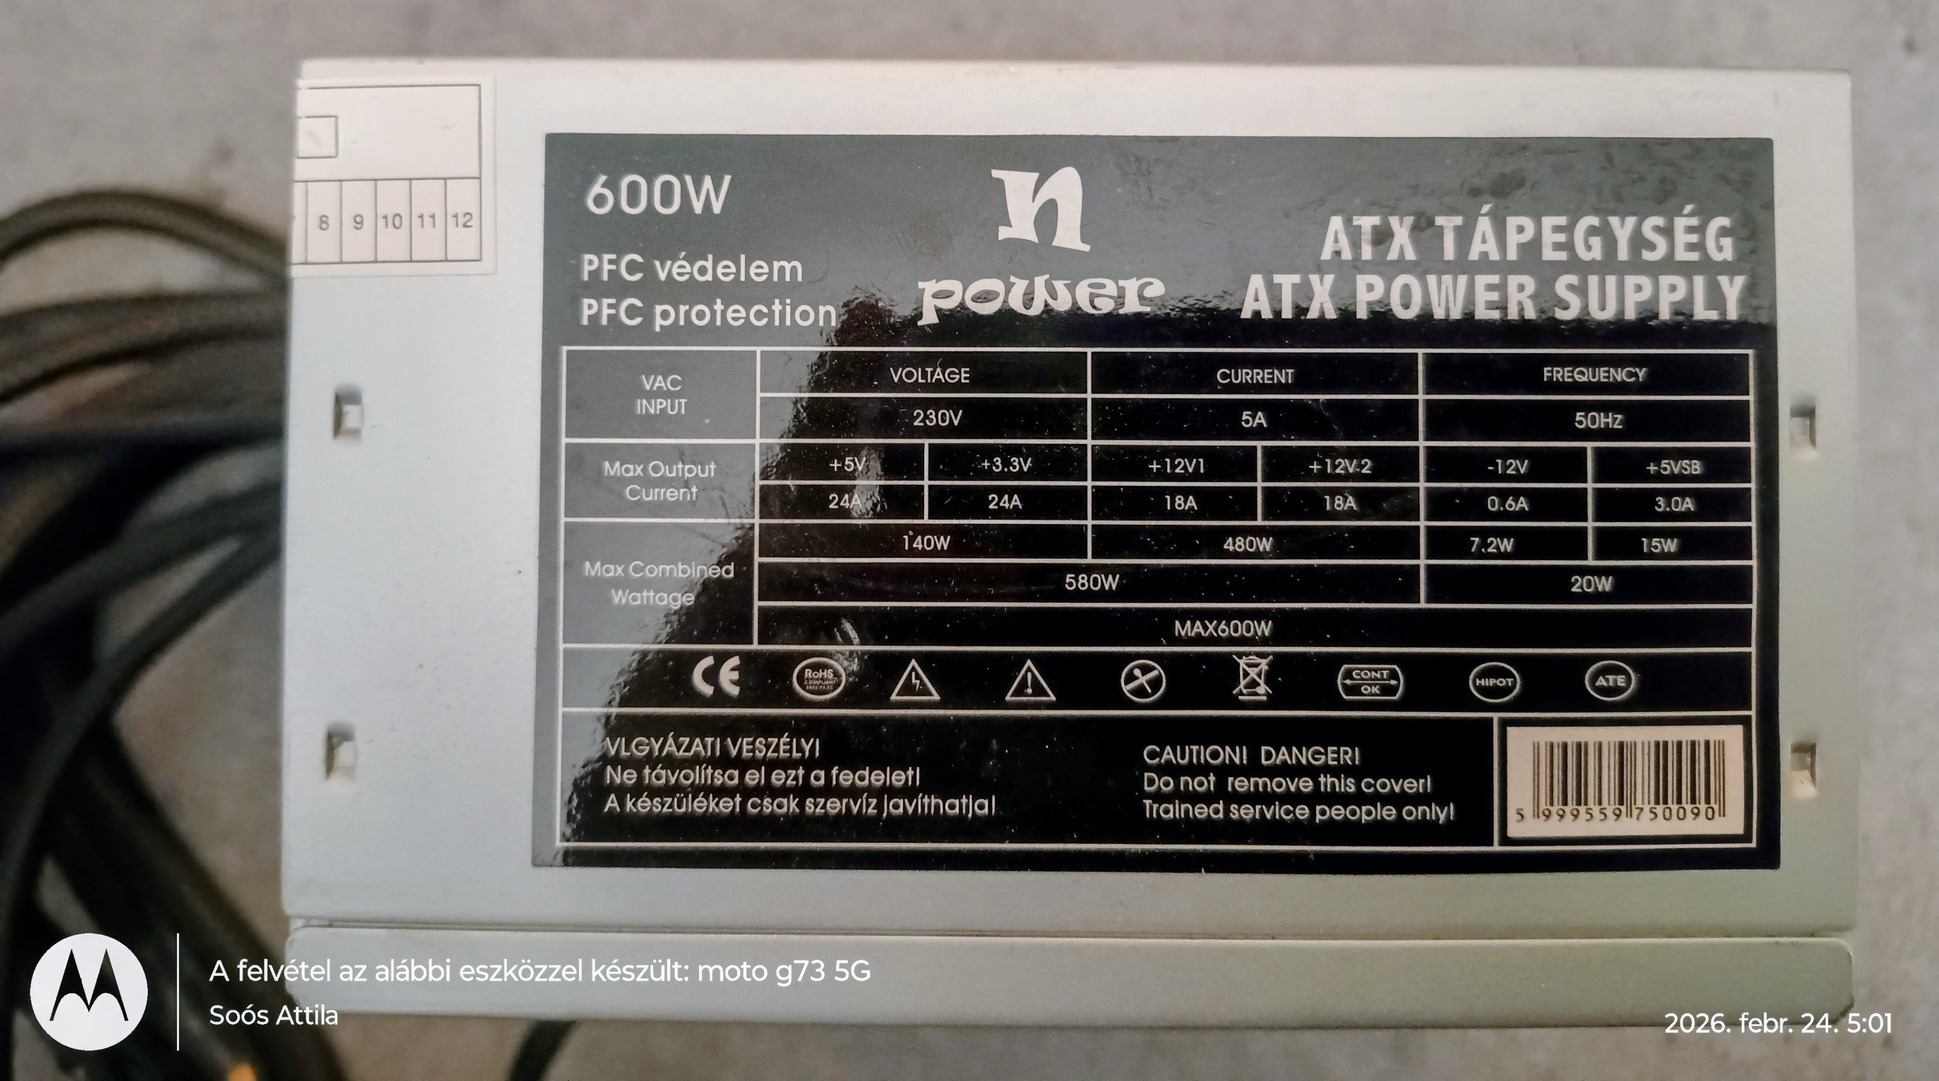 8 9 10 11 12
600W
PFC védelem
PFC protection
n
power
ATX TÁPEGYSÉG
ATX POWER SUPPLY
VAC INPUT
VOLTAGE CURRENT FREQUENCY
230V 5A 50Hz
Max Output Current
+5V +3.3V +12V1 +12V2 -12V +5VSB
24A 24A 18A 18A 0.6A 3.0A
Max Combined Wattage
140W 480W 7.2W 15W
580W 20W
MAX600W
CE RoHS CONT OK HIPOT ATE
VLGYÁZATI VESZÉLYI
Ne távolítsa el ezt a fedelet!
A készüléket csak szervíz javíthatja!
CAUTION! DANGER!
Do not remove this cover!
Trained service people only!
5 999559 750090
A felvétel az alábbi eszközzel készült: moto g73 5G
Soós Attila
2026. febr. 24. 5:01